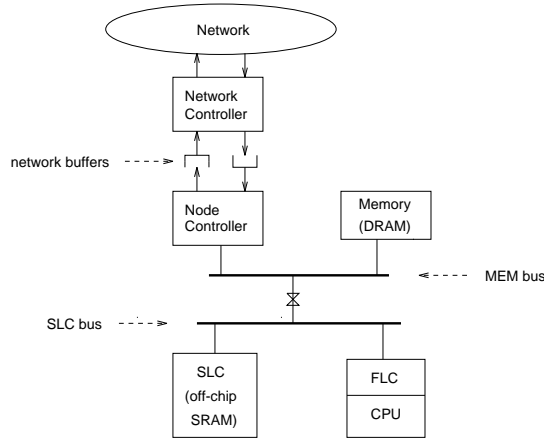 Network
Network
Controller
network buffers
Node
Controller
Memory
(DRAM)
MEM bus
SLC bus
SLC
(off-chip
SRAM)
FLC
CPU